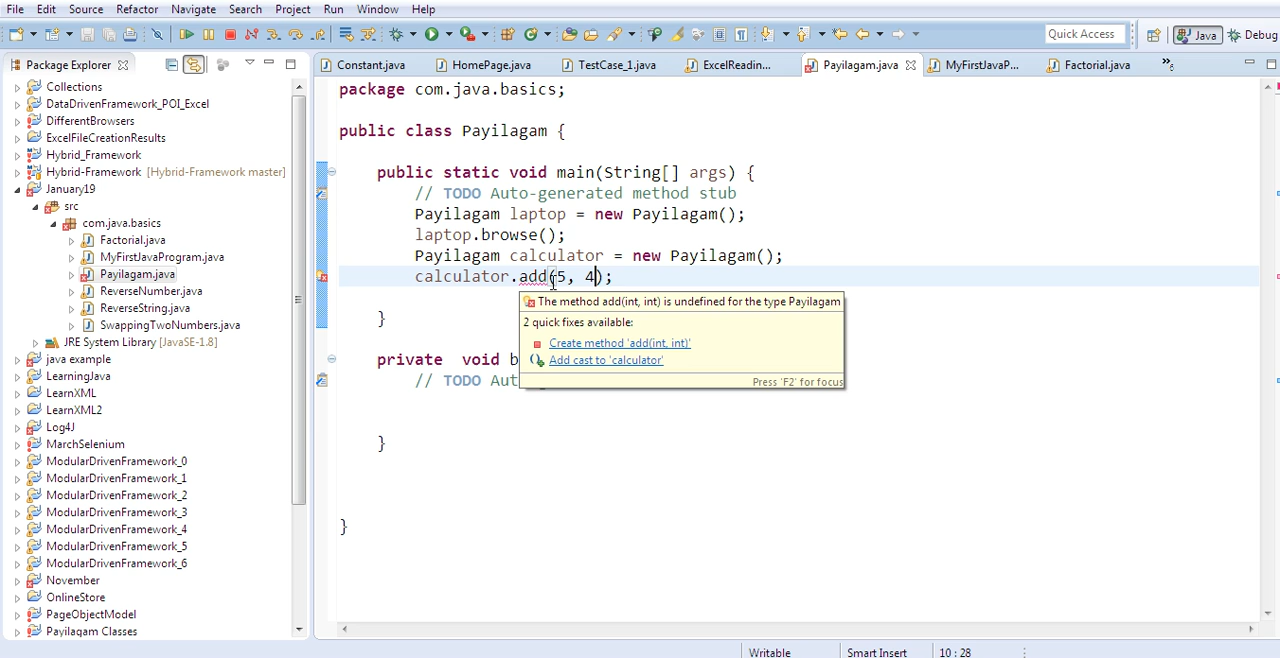 File Edit Source Refactor Navigate Search Project Run Window Help
Quick Access
Java
Debug
Package Explorer
Constant.java
HomePage.java
TestCase_1.java
ExcelReadin...
Payilagam.java
MyFirstJavaP...
Factorial.java
»6
Collections
DataDrivenFramework_POI_Excel
DifferentBrowsers
ExcelFileCreationResults
Hybrid_Framework
Hybrid-Framework [Hybrid-Framework master]
January19
src
com.java.basics
Factorial.java
MyFirstJavaProgram.java
Payilagam.java
ReverseNumber.java
ReverseString.java
SwappingTwoNumbers.java
JRE System Library [JavaSE-1.8]
java example
LearningJava
LearnXML
LearnXML2
Log4J
MarchSelenium
ModularDrivenFramework_0
ModularDrivenFramework_1
ModularDrivenFramework_2
ModularDrivenFramework_3
ModularDrivenFramework_4
ModularDrivenFramework_5
ModularDrivenFramework_6
November
OnlineStore
PageObjectModel
Payilagam Classes
package com.java.basics;
public class Payilagam {
public static void main(String[] args) {
// TODO Auto-generated method stub
Payilagam laptop = new Payilagam();
laptop.browse();
Payilagam calculator = new Payilagam();
calculator.add(5, 4);
The method add(int, int) is undefined for the type Payilagam
2 quick fixes available:
Create method 'add(int, int)'
Add cast to 'calculator'
Press 'F2' for focus
}
private void b
// TODO Aut
}
}
Writable
Smart Insert
10 : 28